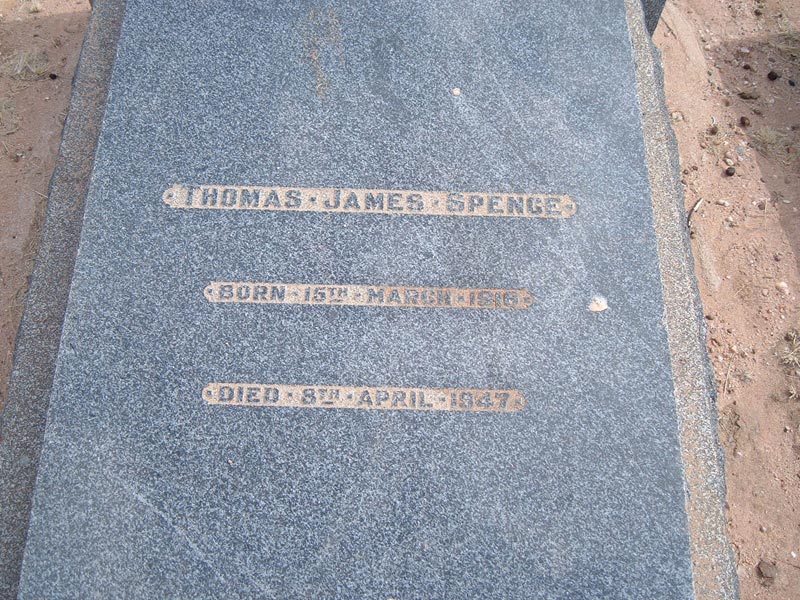 · THOMAS · JAMES · SPENCE ·
· BORN · 15TH · MARCH · 1916 ·
· DIED · 8TH · APRIL · 1947 ·